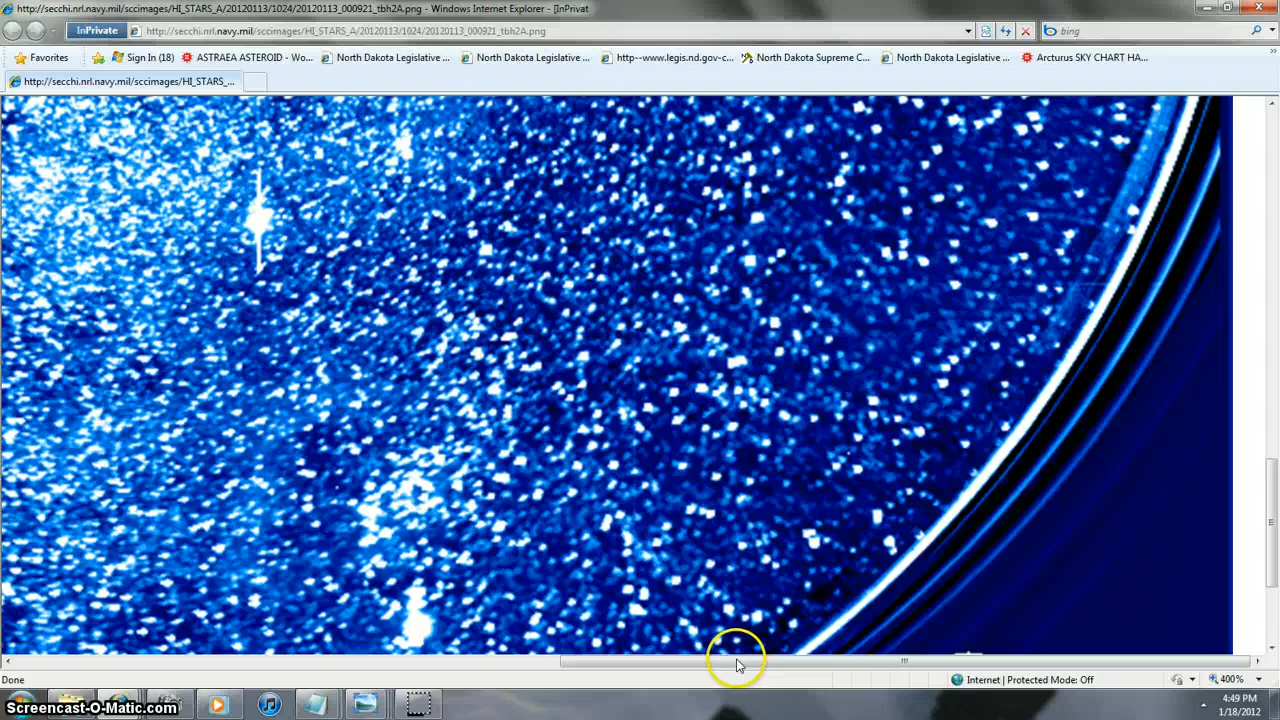 http://secchi.nrl.navy.mil/sccimages/HI_STARS_A/20120113/1024/20120113_000921_tbh2A.png - Windows Internet Explorer - [InPrivat
InPrivate http://secchi.nrl.navy.mil/sccimages/HI_STARS_A/20120113/1024/20120113_000921_tbh2A.png bing
Favorites Sign In (18) ASTRAEA ASTEROID - Wo... North Dakota Legislative ... North Dakota Legislative ... http--www.legis.nd.gov-c... North Dakota Supreme C... North Dakota Legislative ... Arcturus SKY CHART HA...
http://secchi.nrl.navy.mil/sccimages/HI_STARS_...
Done Internet | Protected Mode: Off 400%
Screencast-O-Matic.com 4:49 PM
1/18/2012